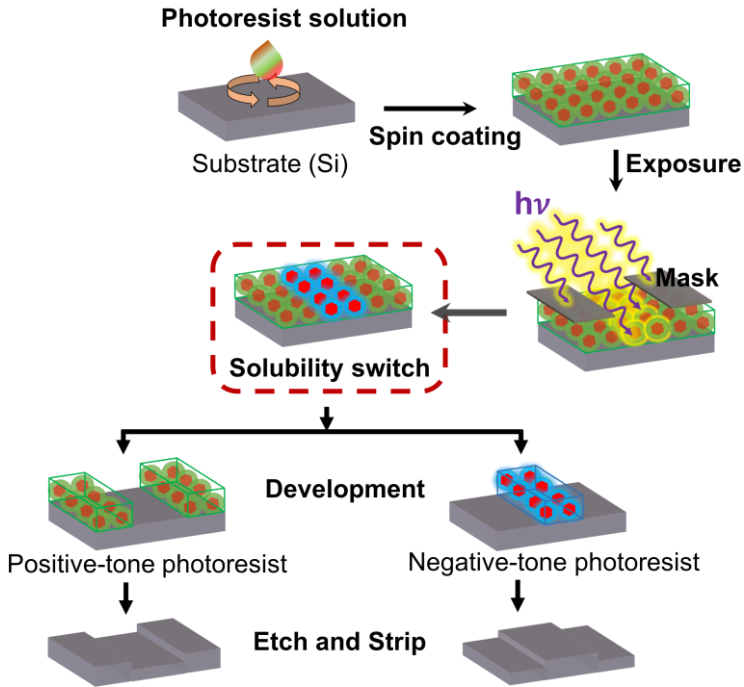 Photoresist solution
Substrate (Si)
Spin coating
Exposure
hν
Mask
Solubility switch
Development
Positive-tone photoresist
Negative-tone photoresist
Etch and Strip